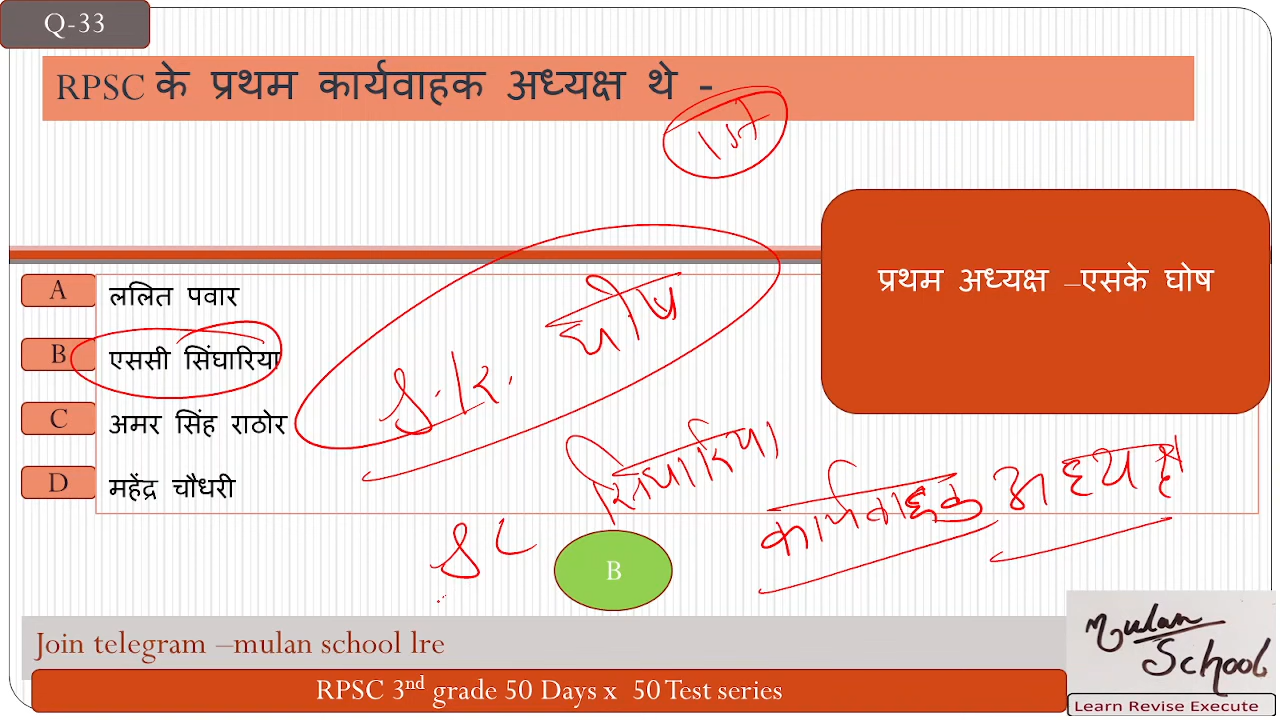 Q-33
RPSC के प्रथम कार्यवाहक अध्यक्ष थे -
1st
प्रथम अध्यक्ष –एसके घोष
A ललित पवार
B एससी सिंघारिया
C अमर सिंह राठोर
D महेंद्र चौधरी
S.K. घोष
SC सिंघारिया
कार्यवाहक अध्यक्ष
B
Join telegram –mulan school lre
RPSC 3nd grade 50 Days x 50 Test series
Mulan School
Learn Revise Execute